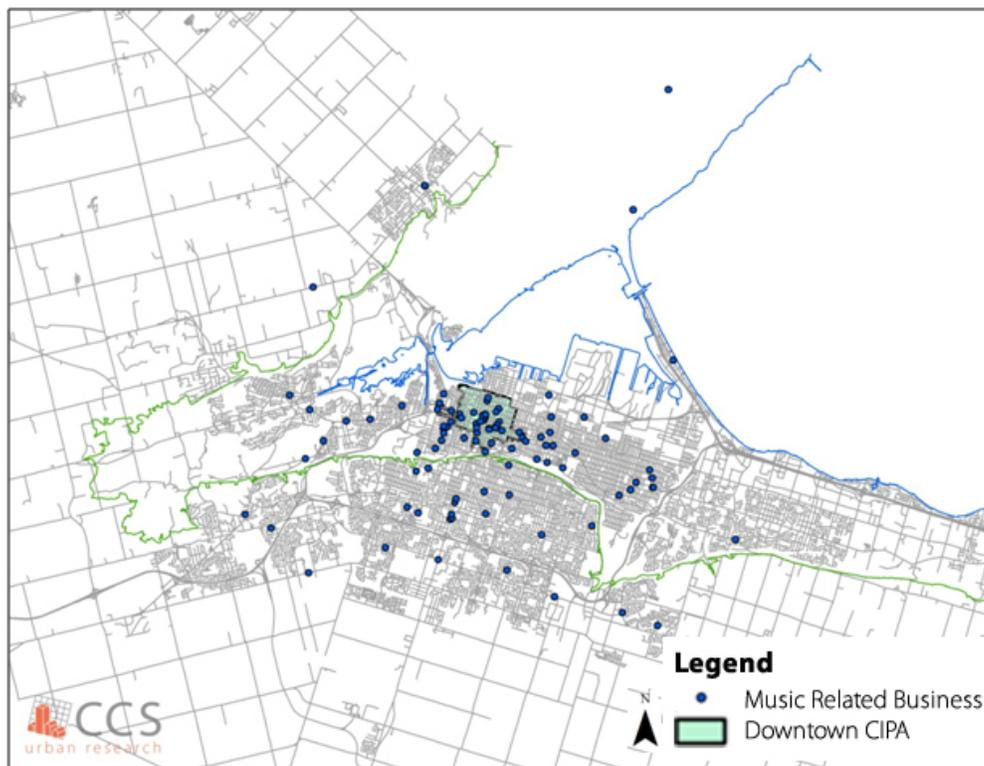 Legend
N
Music Related Business
Downtown CIPA
CCS
urban research